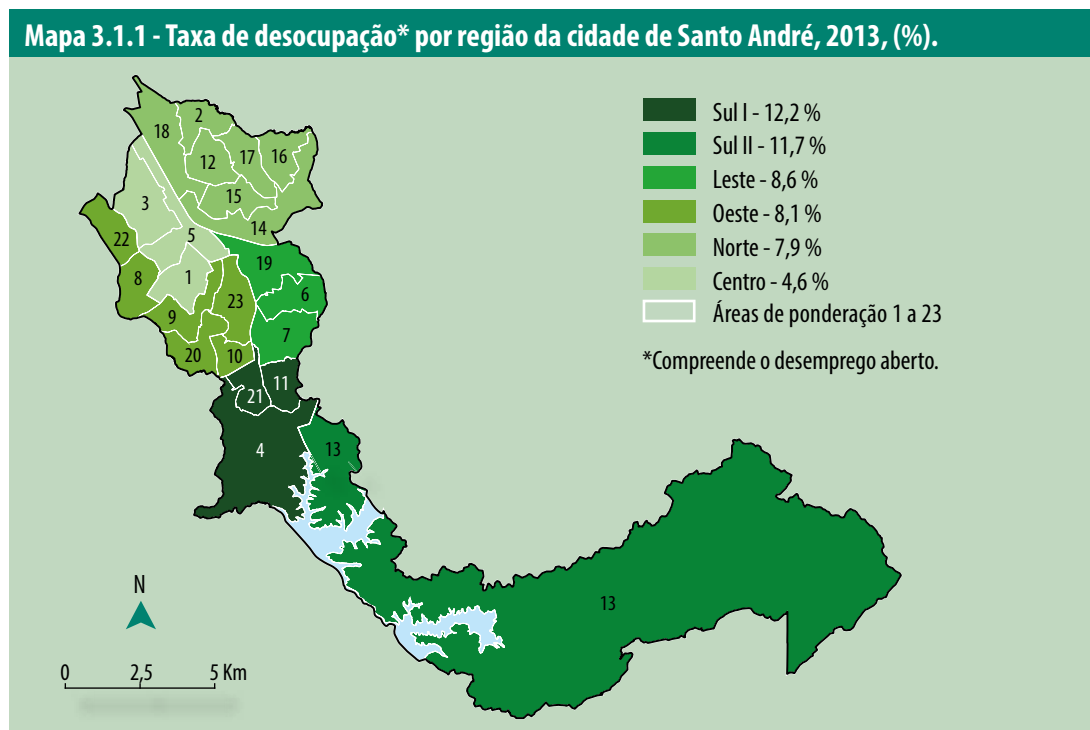 Mapa 3.1.1 - Taxa de desocupação* por região da cidade de Santo André, 2013, (%).
Sul I - 12,2 %
Sul II - 11,7 %
Leste - 8,6 %
Oeste - 8,1 %
Norte - 7,9 %
Centro - 4,6 %
Áreas de ponderação 1 a 23
*Compreende o desemprego aberto.
2
18
12
17
16
15
3
14
22
5
19
8
1
23
6
9
7
20
10
11
21
4
13
13
N
0 2,5 5 Km